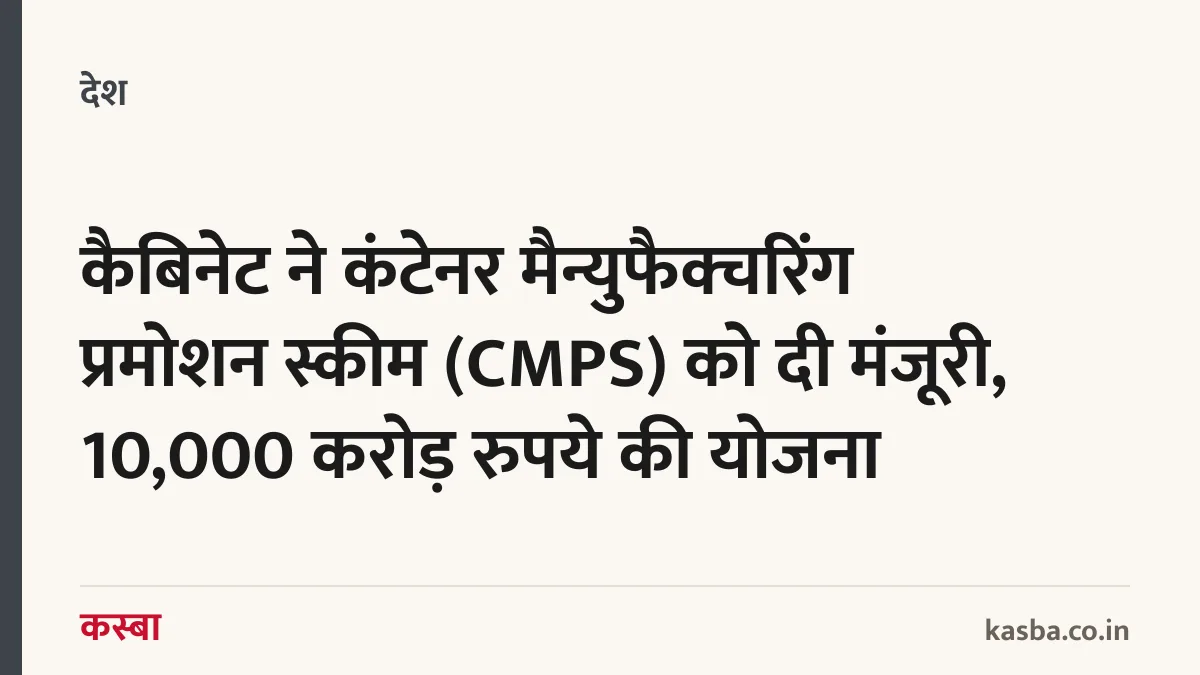 देश
कैबिनेट ने कंटेनर मैन्युफैक्चरिंग
प्रमोशन स्कीम (CMPS) को दी मंजूरी,
10,000 करोड़ रुपये की योजना
कस्बा
kasba.co.in